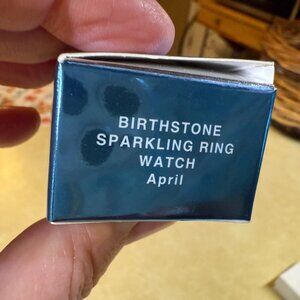 BIRTHSTONE
SPARKLING RING
WATCH
April